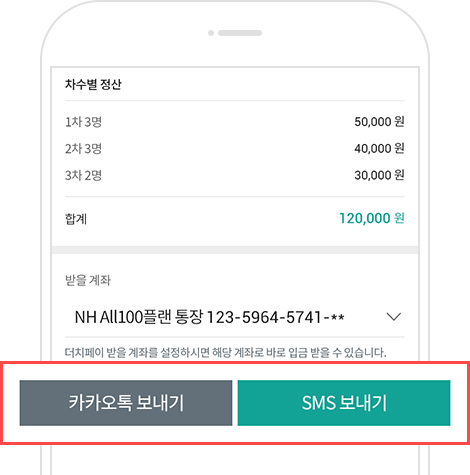 차수별 정산
1차 3명 50,000 원
2차 3명 40,000 원
3차 2명 30,000 원
합계 120,000 원
받을 계좌
NH All100플랜 통장 123-5964-5741-**
더치페이 받을 계좌를 설정하시면 해당 계좌로 바로 입금 받을 수 있습니다.
카카오톡 보내기 SMS 보내기